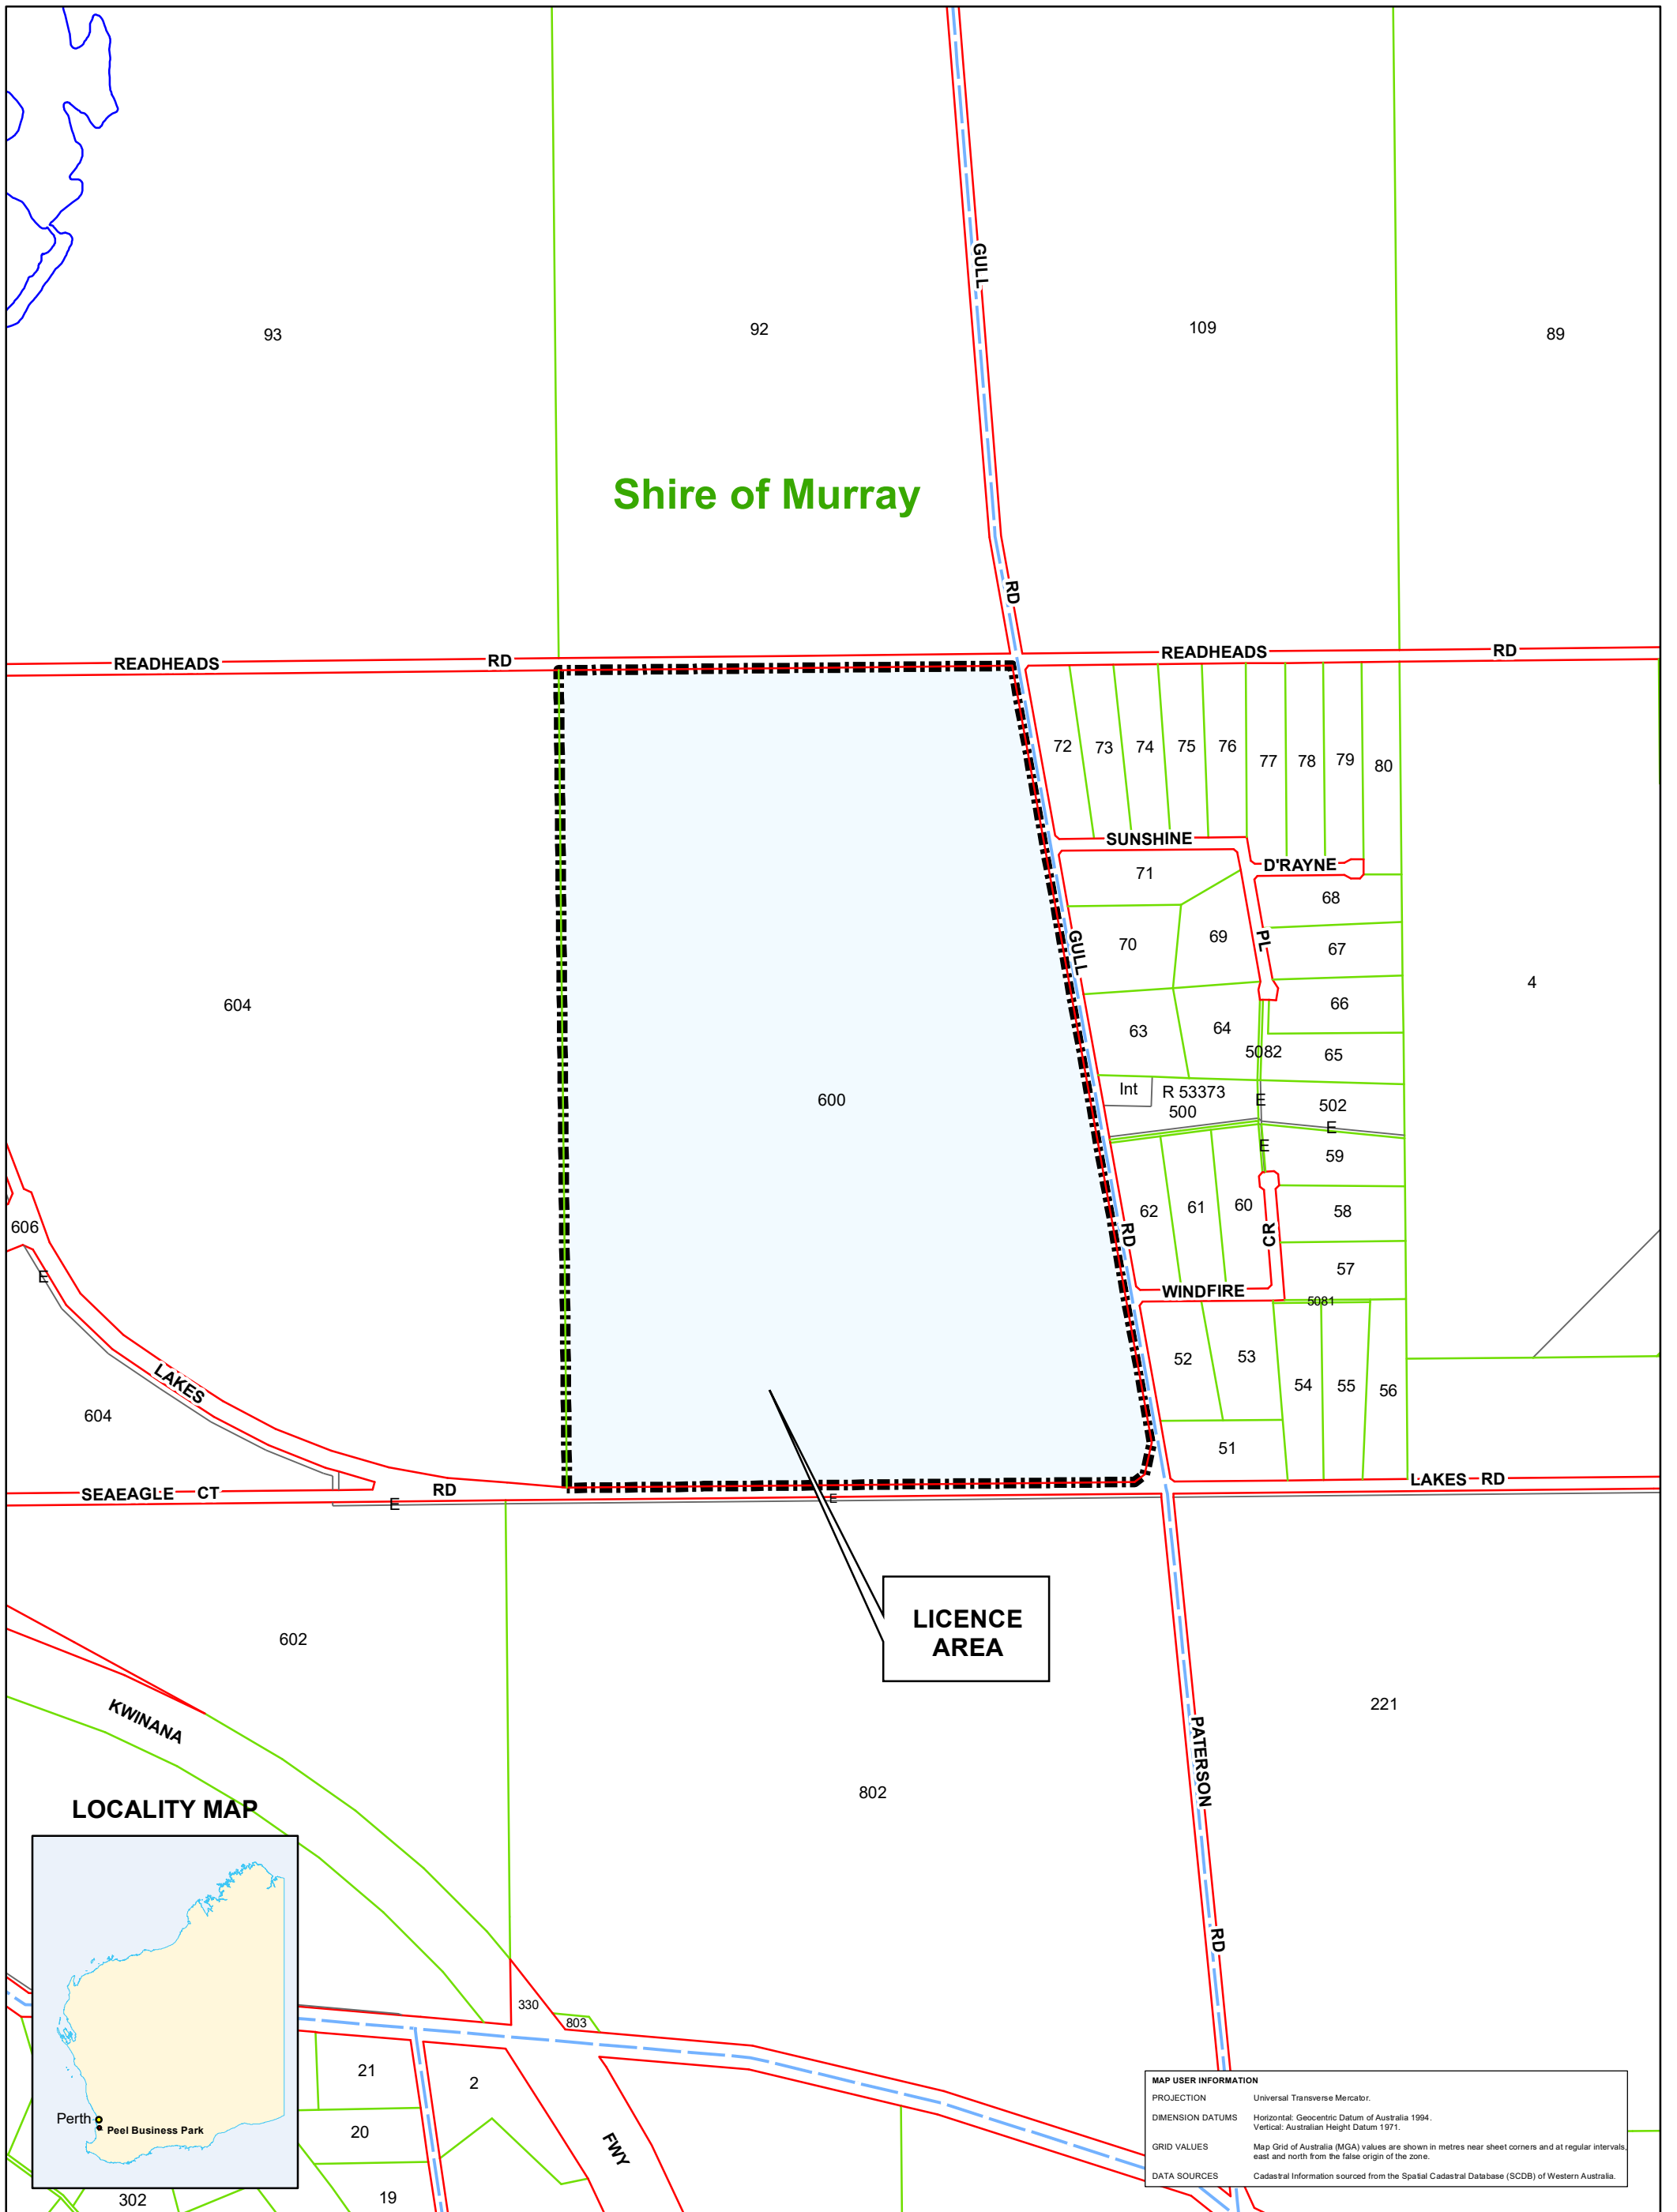 GULL
93
92
109
89
Shire of Murray
RD
READHEADS
RD
READHEADS
RD
72
73
74
75
76
77
78
79
80
SUNSHINE
D'RAYNE
71
68
70
69
GULL
PL
67
604
4
66
63
64
5082
65
600
Int
R 53373
500
E
502
E
E
59
606
62
61
60
58
RD
CR
E
57
WINDFIRE
5081
52
53
54
55
56
LAKES
604
51
SEAEAGLE CT
RD
LAKES RD
E
E
LICENCE
AREA
602
221
KWINANA
PATERSON
802
LOCALITY MAP
RD
330
803
21
2
20
FWY
19
302
Perth
Peel Business Park
MAP USER INFORMATION
PROJECTION Universal Transverse Mercator.
DIMENSION DATUMS Horizontal: Geocentric Datum of Australia 1994.
Vertical: Australian Height Datum 1971.
GRID VALUES Map Grid of Australia (MGA) values are shown in metres near sheet corners and at regular intervals,
east and north from the false origin of the zone.
DATA SOURCES Cadastral Information sourced from the Spatial Cadastral Database (SCDB) of Western Australia.